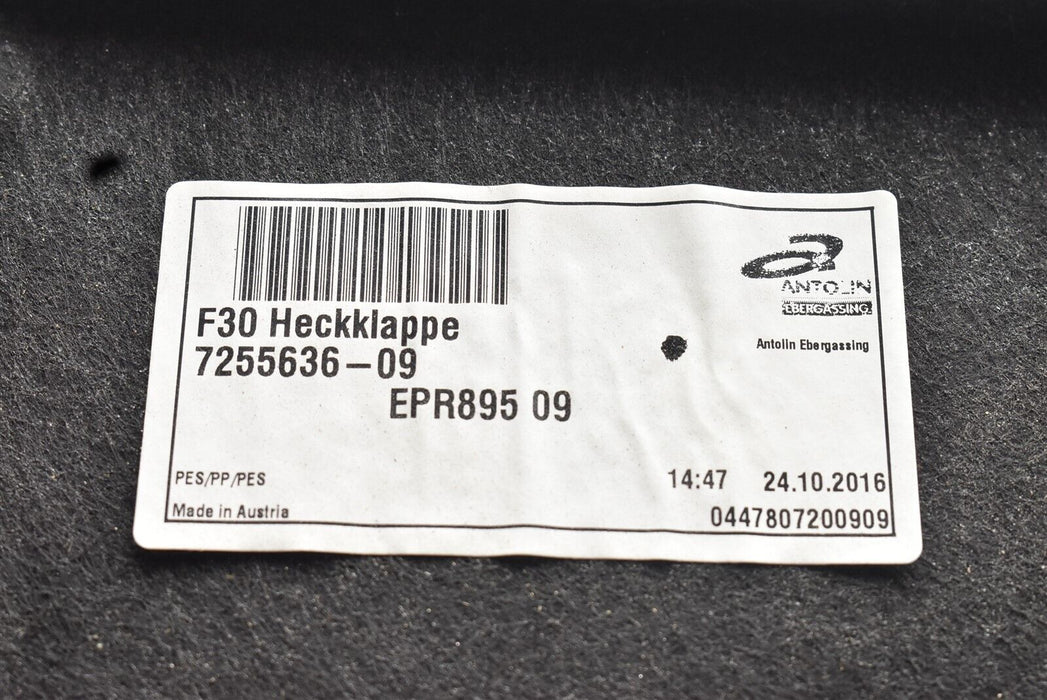 ANTOLIN
EBERGASSING
F30 Heckklappe
7255636-09
Antolin Ebergassing
EPR895 09
PES/PP/PES
14:47 24.10.2016
Made in Austria
0447807200909